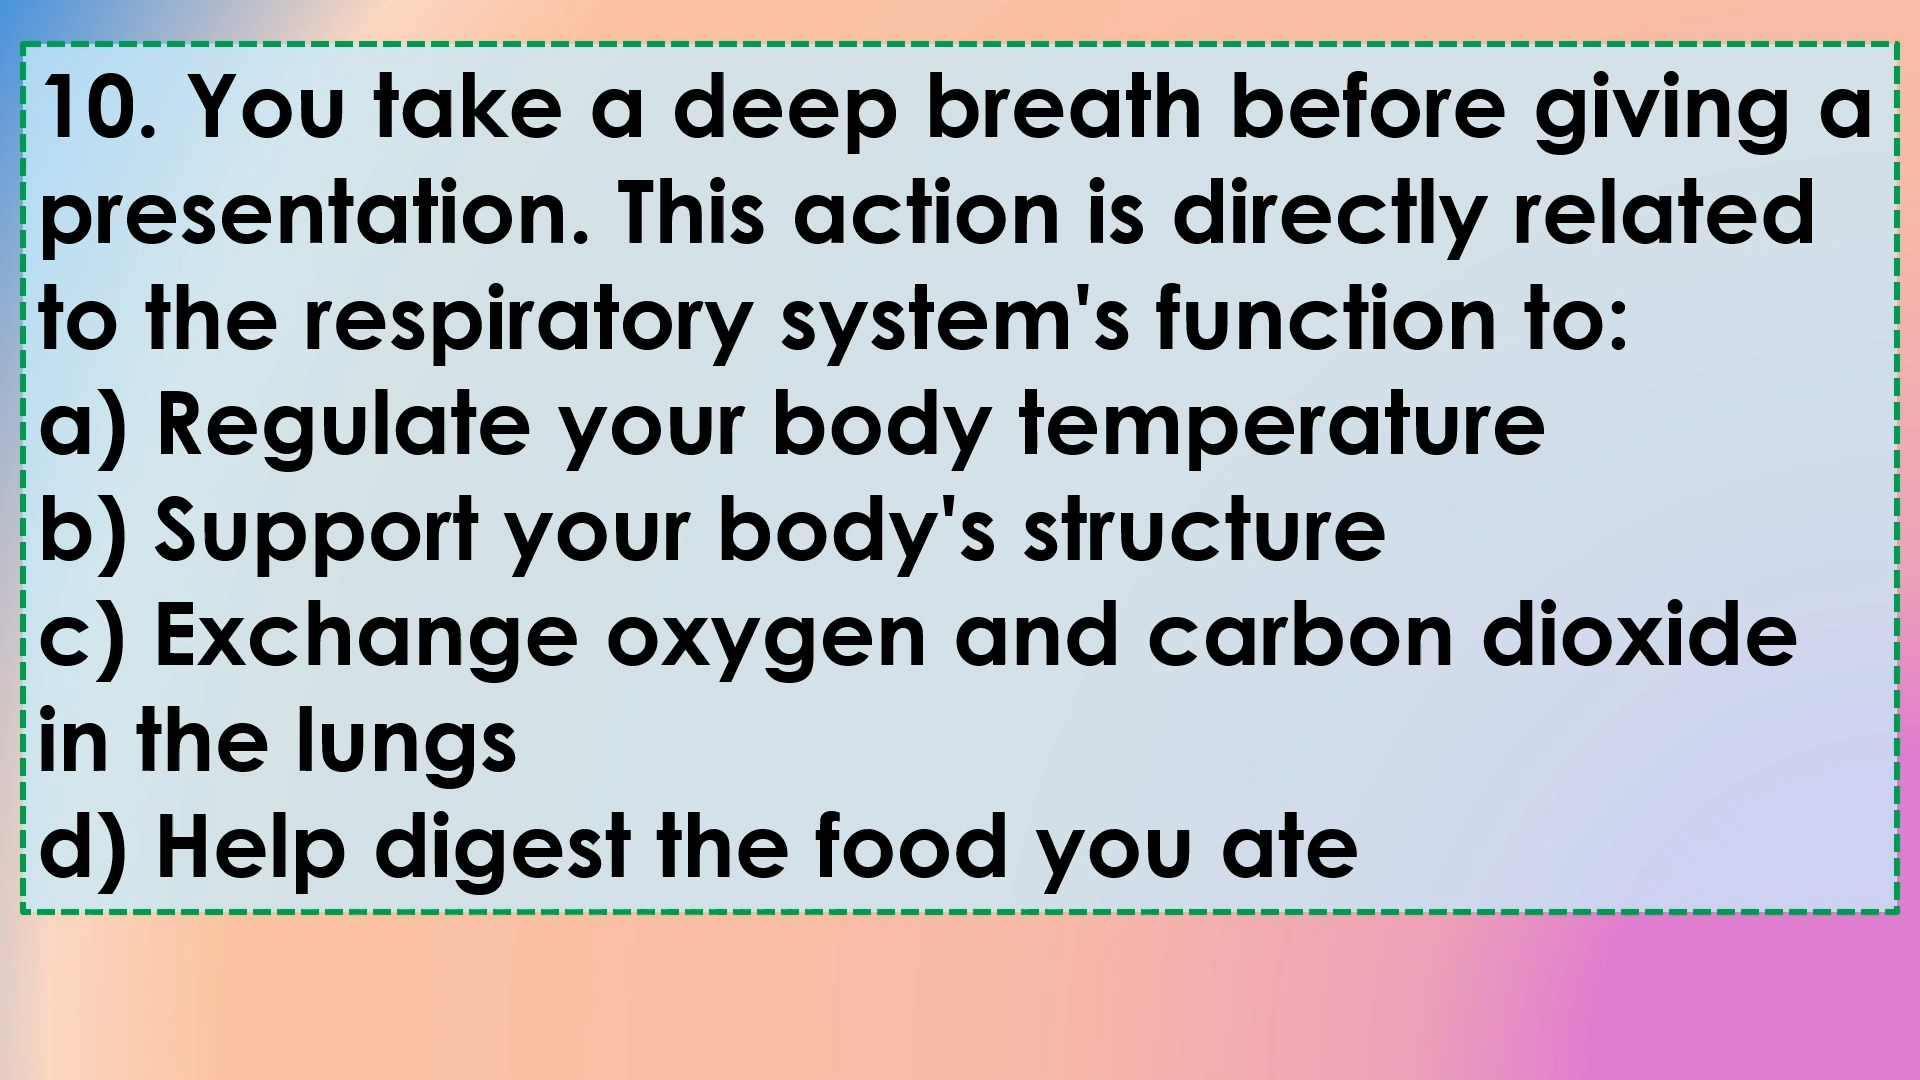 10. You take a deep breath before giving a
presentation. This action is directly related
to the respiratory system's function to:
a) Regulate your body temperature
b) Support your body's structure
c) Exchange oxygen and carbon dioxide
in the lungs
d) Help digest the food you ate